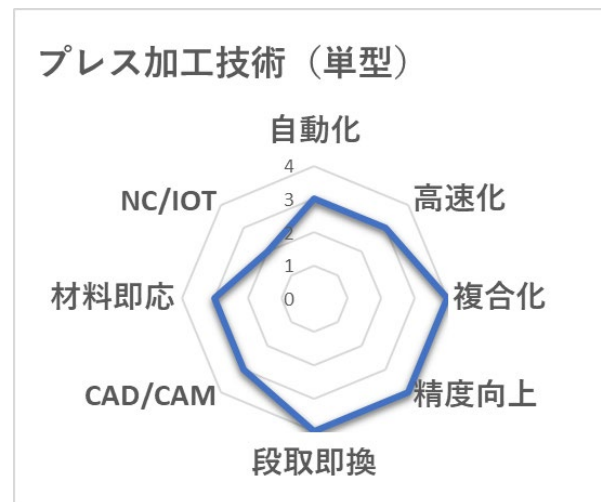 プレス加工技術（単型）
自動化
4
3
2
1
0
高速化
複合化
精度向上
段取即換
CAD/CAM
材料即応
NC/IOT